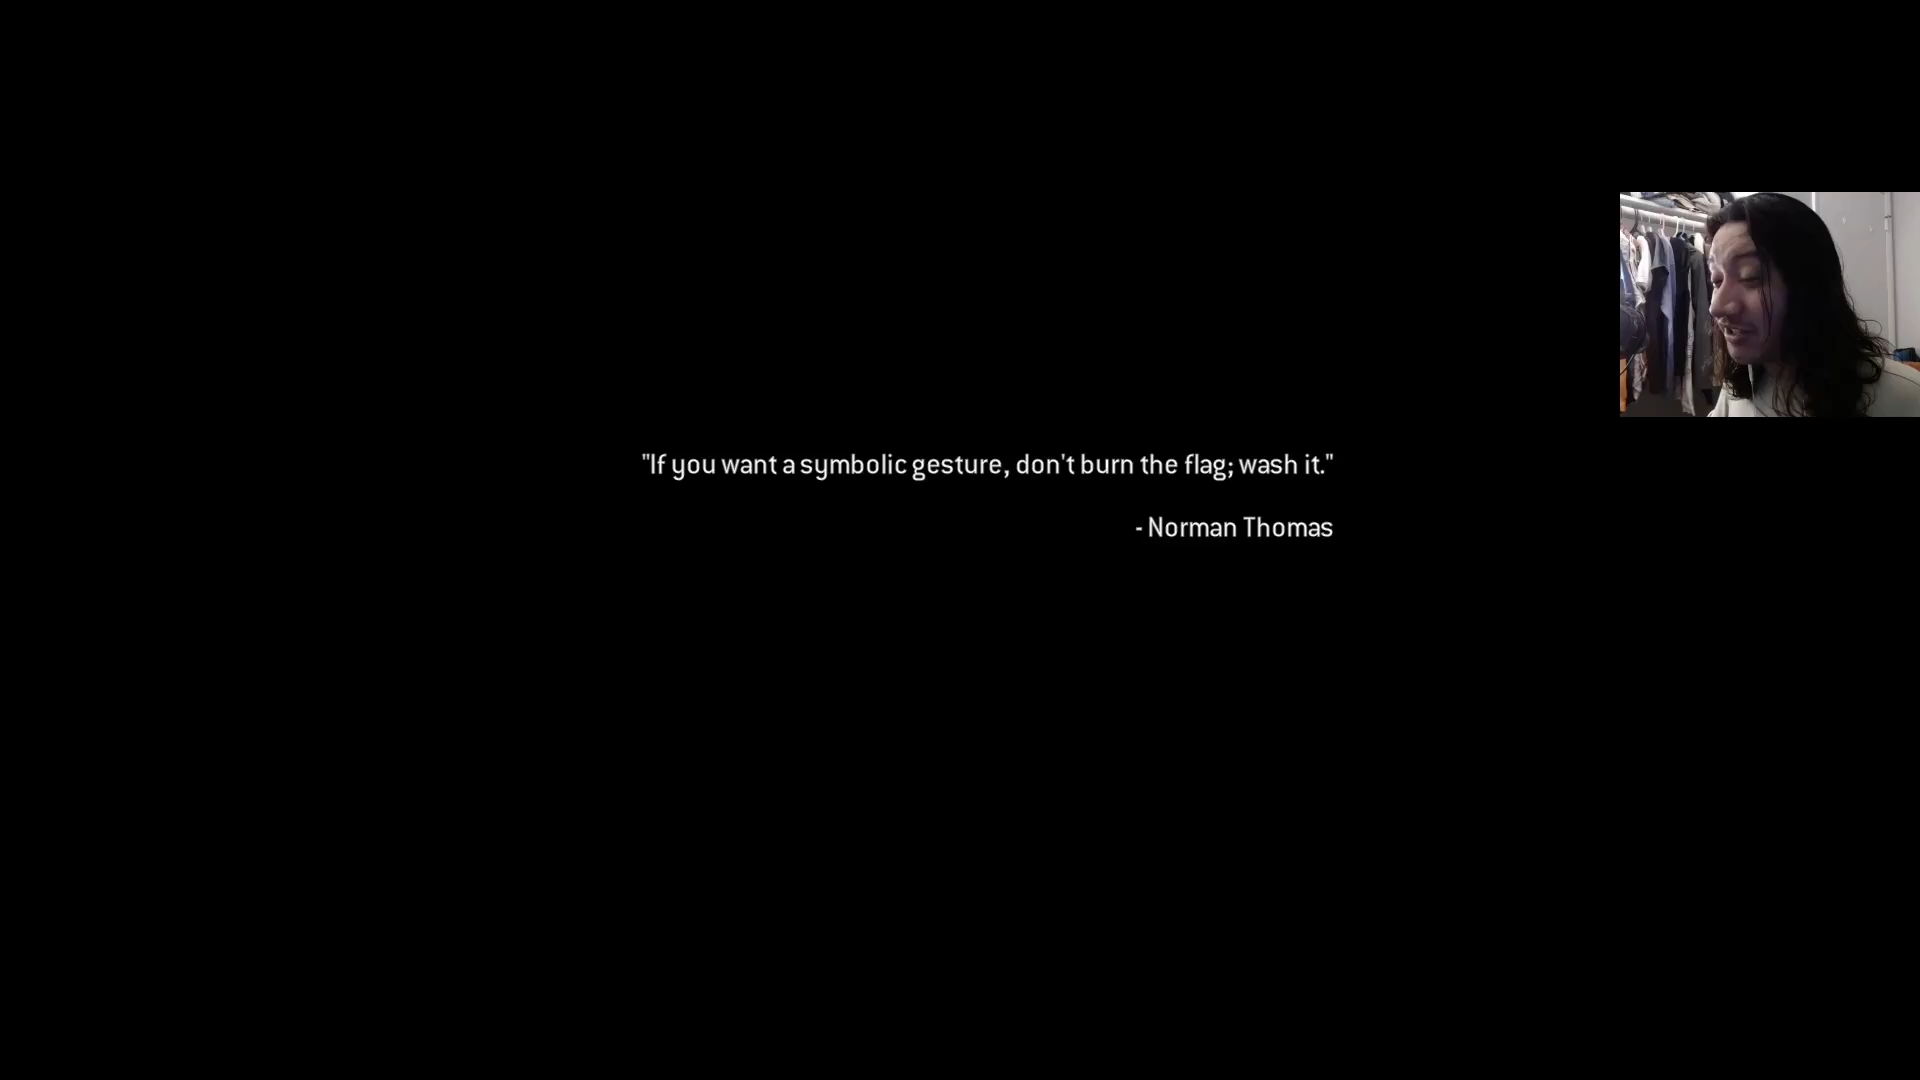 "If you want a symbolic gesture, don't burn the flag; wash it."
- Norman Thomas